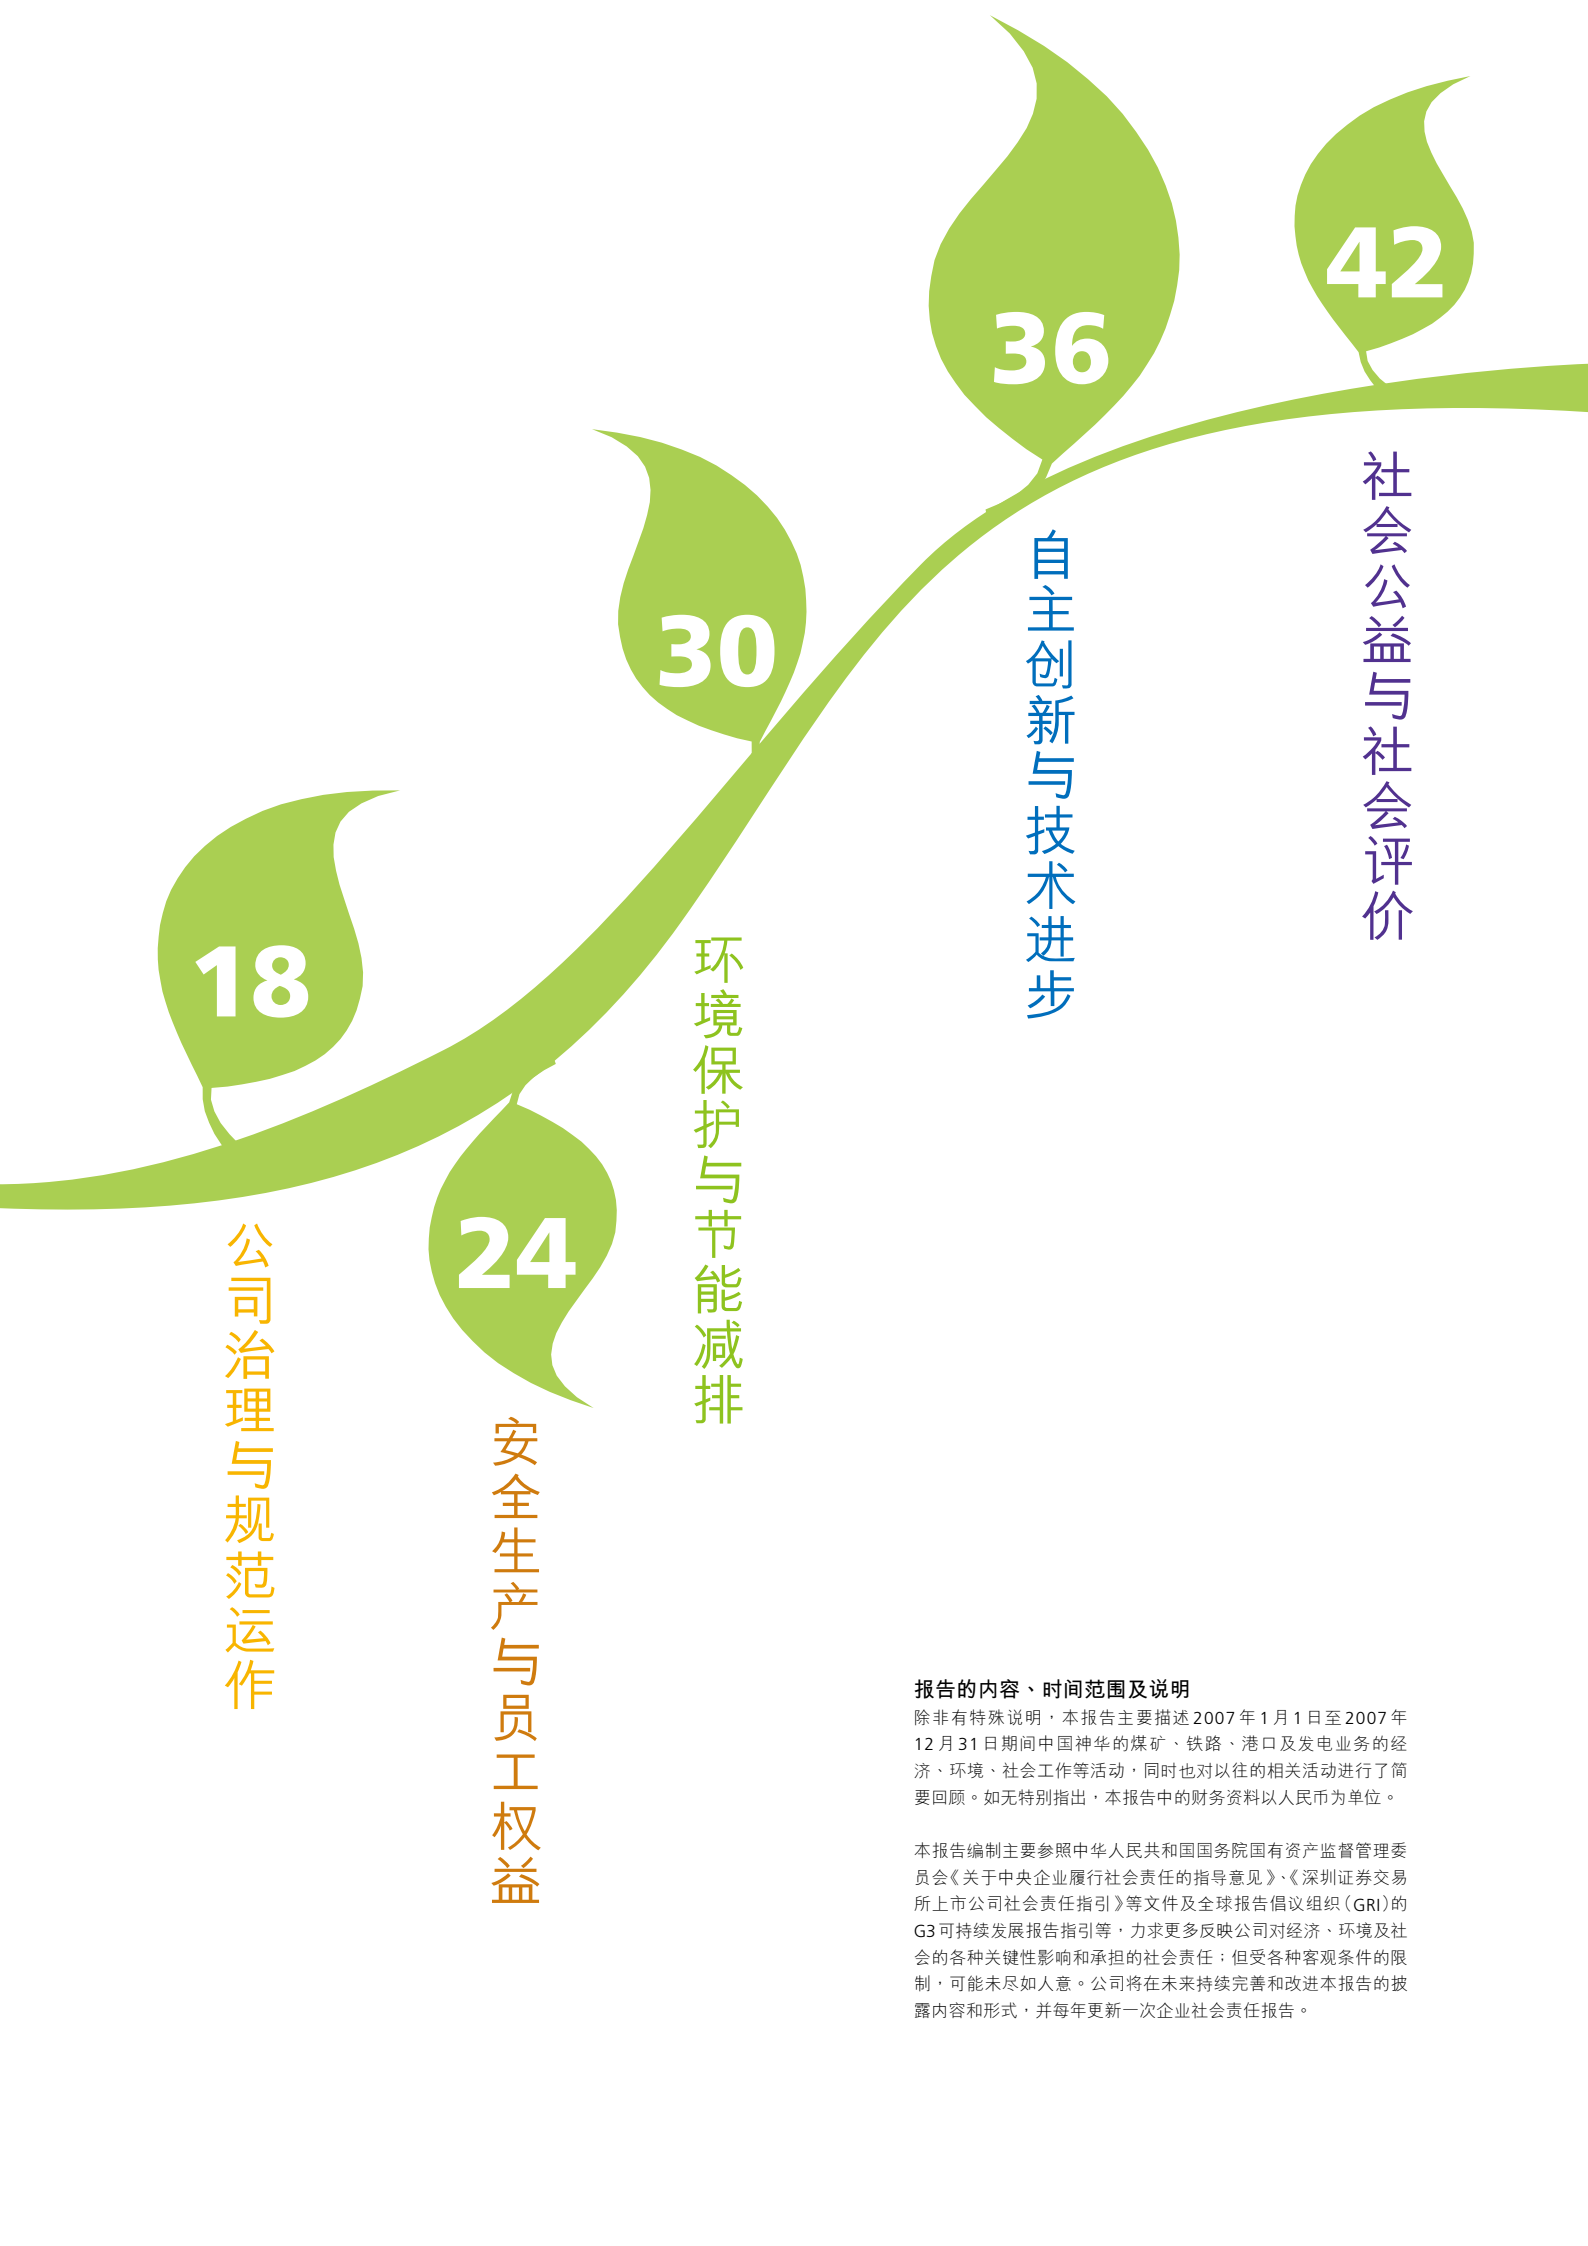 18
公司治理与规范运作
24
安全生产与员工权益
30
环境保护与节能减排
36
自主创新与技术进步
42
社会公益与社会评价
报告的内容、时间范围及说明
除非有特殊说明，本报告主要描述2007年1月1日至2007年
12月31日期间中国神华的煤矿、铁路、港口及发电业务的经
济、环境、社会工作等活动，同时也对以往的相关活动进行了简
要回顾。如无特别指出，本报告中的财务资料以人民币为单位。
本报告编制主要参照中华人民共和国国务院国有资产监督管理委
员会《关于中央企业履行社会责任的指导意见》、《深圳证券交易
所上市公司社会责任指引》等文件及全球报告倡议组织（GRI）的
G3可持续发展报告指引等，力求更多反映公司对经济、环境及社
会的各种关键性影响和承担的社会责任；但受各种客观条件的限
制，可能未尽如人意。公司将在未来持续完善和改进本报告的披
露内容和形式，并每年更新一次企业社会责任报告。